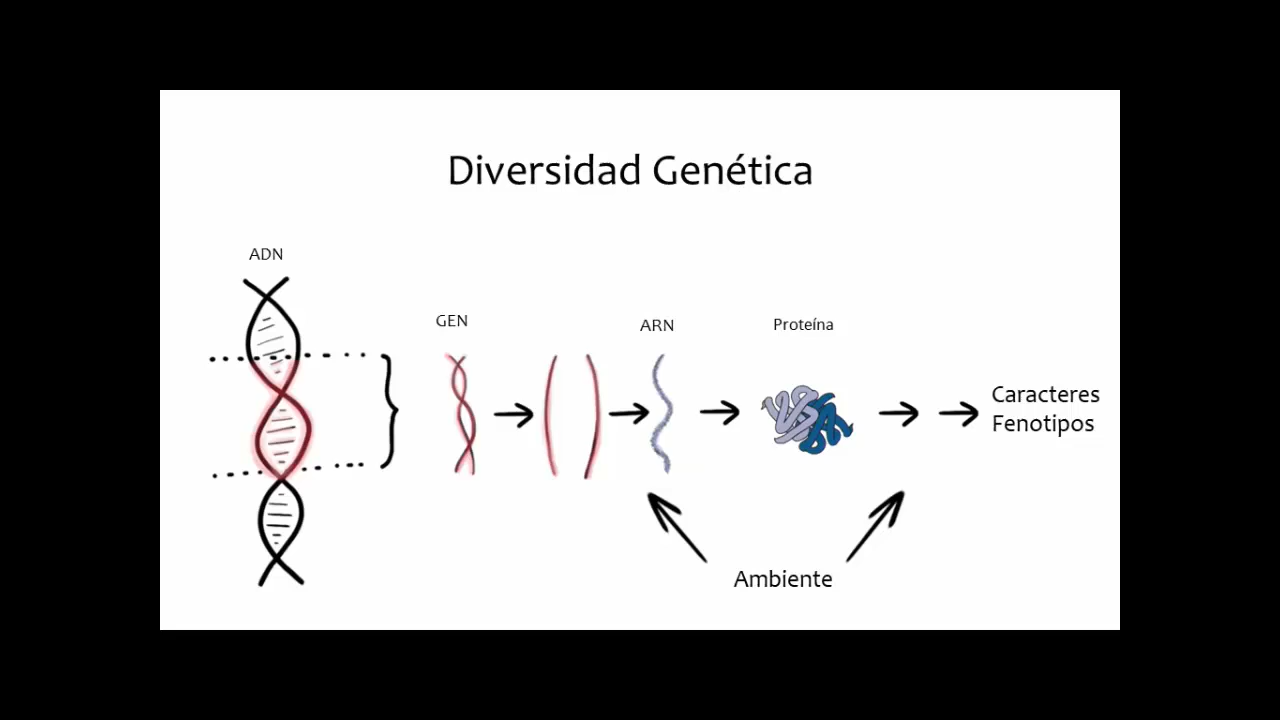 Diversidad Genética
ADN
GEN
ARN
Proteína
Caracteres
Fenotipos
Ambiente